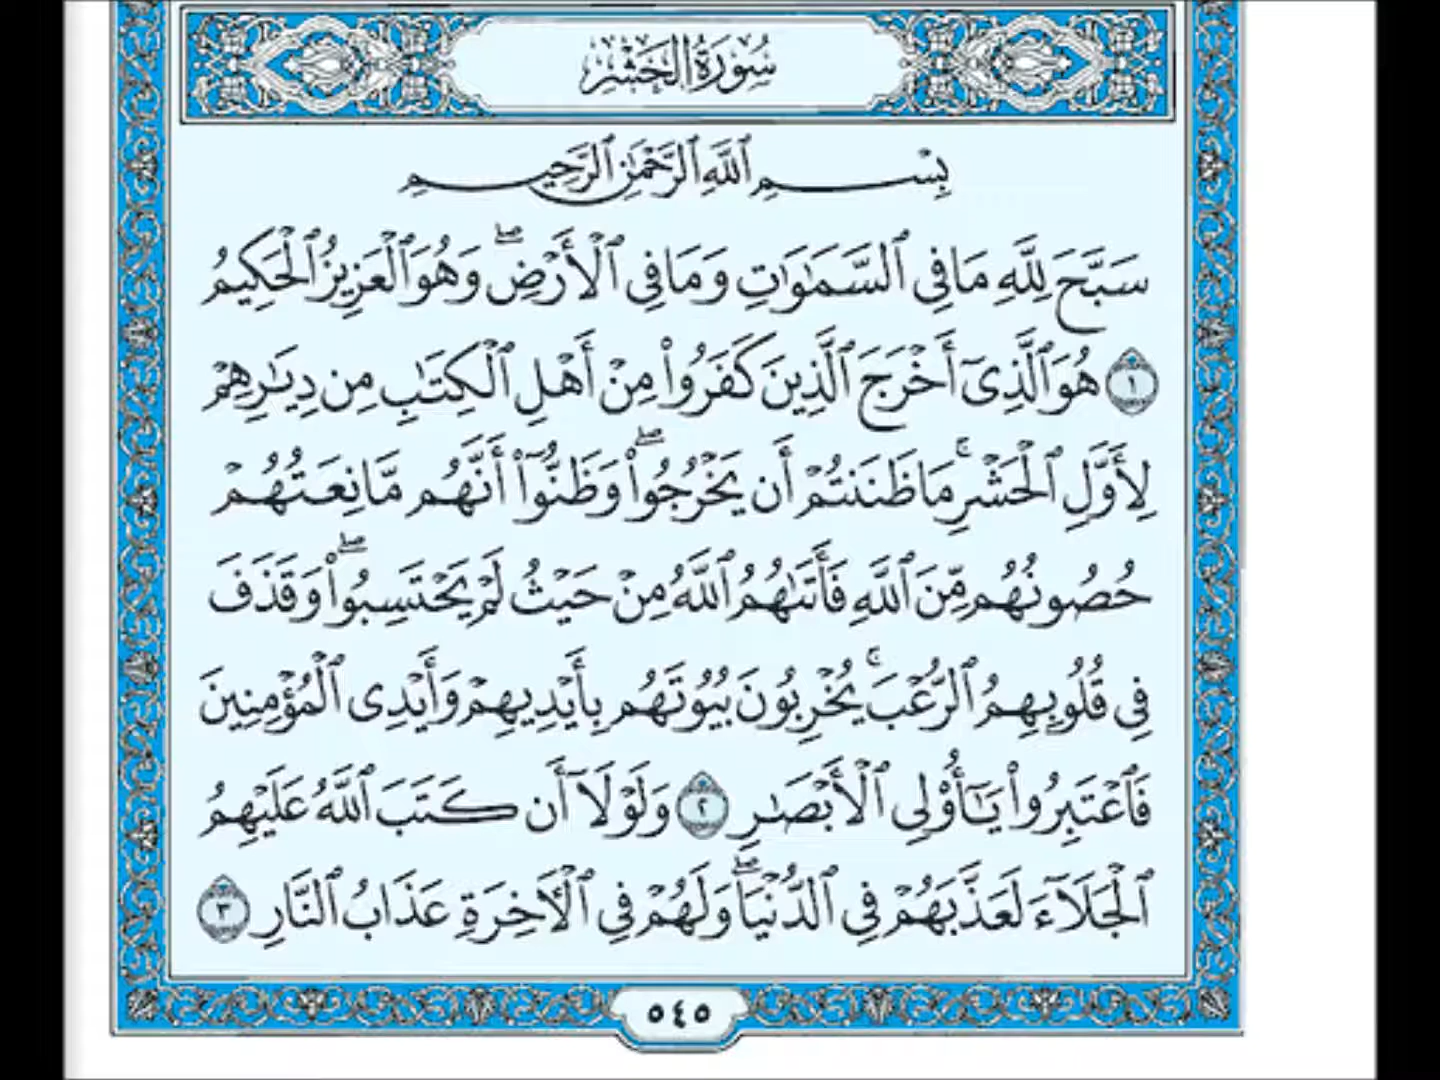 سُورَةُ الْحَشْرِ
بِسْمِ ٱللَّهِ ٱلرَّحْمَٰنِ ٱلرَّحِيمِ
سَبَّحَ لِلَّهِ مَا فِى ٱلسَّمَٰوَٰتِ وَمَا فِى ٱلْأَرْضِ ۖ وَهُوَ ٱلْعَزِيزُ ٱلْحَكِيمُ
١ هُوَ ٱلَّذِىٓ أَخْرَجَ ٱلَّذِينَ كَفَرُوا۟ مِنْ أَهْلِ ٱلْكِتَٰبِ مِن دِيَٰرِهِمْ
لِأَوَّلِ ٱلْحَشْرِ ۚ مَا ظَنَنتُمْ أَن يَخْرُجُوا۟ ۖ وَظَنُّوٓا۟ أَنَّهُم مَّانِعَتُهُمْ
حُصُونُهُم مِّنَ ٱللَّهِ فَأَتَىٰهُمُ ٱللَّهُ مِنْ حَيْثُ لَمْ يَحْتَسِبُوا۟ ۖ وَقَذَفَ
فِى قُلُوبِهِمُ ٱلرُّعْبَ ۚ يُخْرِبُونَ بُيُوتَهُم بِأَيْدِيهِمْ وَأَيْدِى ٱلْمُؤْمِنِينَ
فَٱعْتَبِرُوا۟ يَٰٓأُو۟لِى ٱلْأَبْصَٰرِ ٢ وَلَوْلَآ أَن كَتَبَ ٱللَّهُ عَلَيْهِمُ
ٱلْجَلَآءَ لَعَذَّبَهُمْ فِى ٱلدُّنْيَا ۖ وَلَهُمْ فِى ٱلْـَٔاخِرَةِ عَذَابُ ٱلنَّارِ ٣
٥٤٥